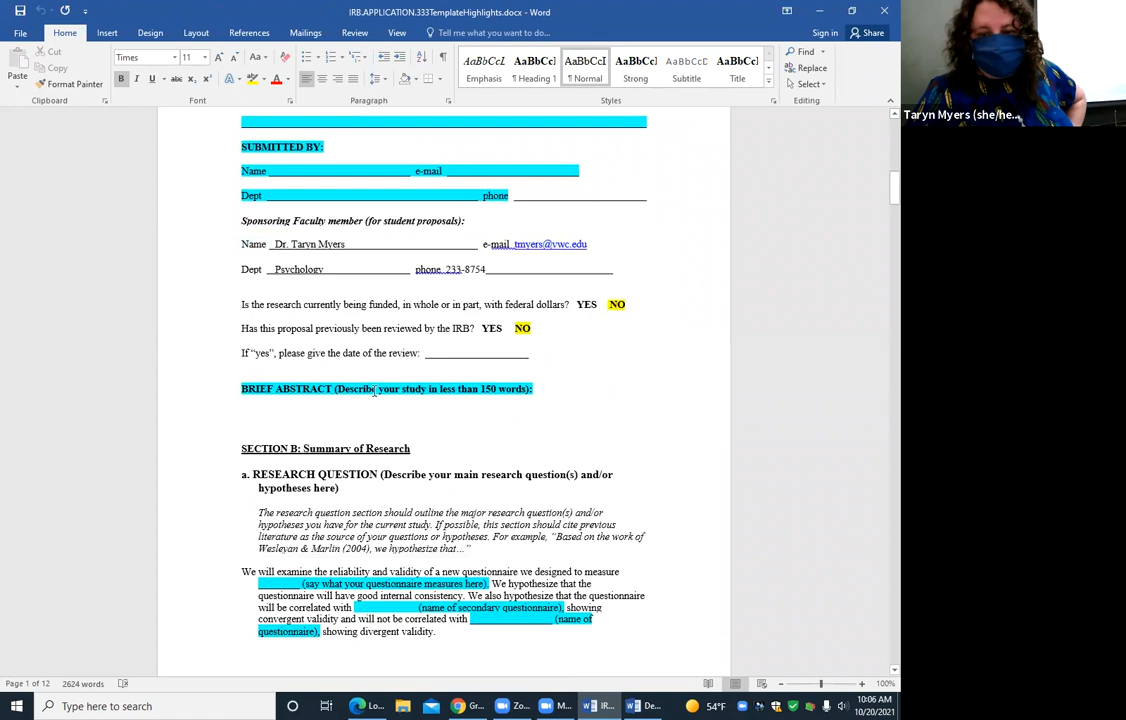 IRB.APPLICATION.333TemplateHighlights.docx - Word
File Home Insert Design Layout References Mailings Review View Tell me what you want to do... Sign in Share
Cut
Copy
Format Painter
Paste
Times 11
Clipboard Font Paragraph Styles Editing
AaBbCcI AaBbCc AaBbCcI AaBbCc AaBbCcI AaBbC
Emphasis ¶ Heading 1 ¶ Normal Strong Subtitle Title
Find
Replace
Select
Taryn Myers (she/he...
SUBMITTED BY:
Name e-mail
Dept phone
Sponsoring Faculty member (for student proposals):
Name Dr. Taryn Myers e-mail tmyers@vwc.edu
Dept Psychology phone 233-8754
Is the research currently being funded, in whole or in part, with federal dollars? YES NO
Has this proposal previously been reviewed by the IRB? YES NO
If “yes”, please give the date of the review:
BRIEF ABSTRACT (Describe your study in less than 150 words):
SECTION B: Summary of Research
a. RESEARCH QUESTION (Describe your main research question(s) and/or
hypotheses here)
The research question section should outline the major research question(s) and/or
hypotheses you have for the current study. If possible, this section should cite previous
literature as the source of your questions or hypotheses. For example, “Based on the work of
Wesleyan & Marlin (2004), we hypothesize that…”
We will examine the reliability and validity of a new questionnaire we designed to measure
(say what your questionnaire measures here). We hypothesize that the
questionnaire will have good internal consistency. We also hypothesize that the questionnaire
will be correlated with (name of secondary questionnaire), showing
convergent validity and will not be correlated with (name of
questionnaire), showing divergent validity.
Page 1 of 12 2624 words 100%
Type here to search
Lo... Gr... Zo... M... IR... De... 54°F
10:06 AM
10/20/2021